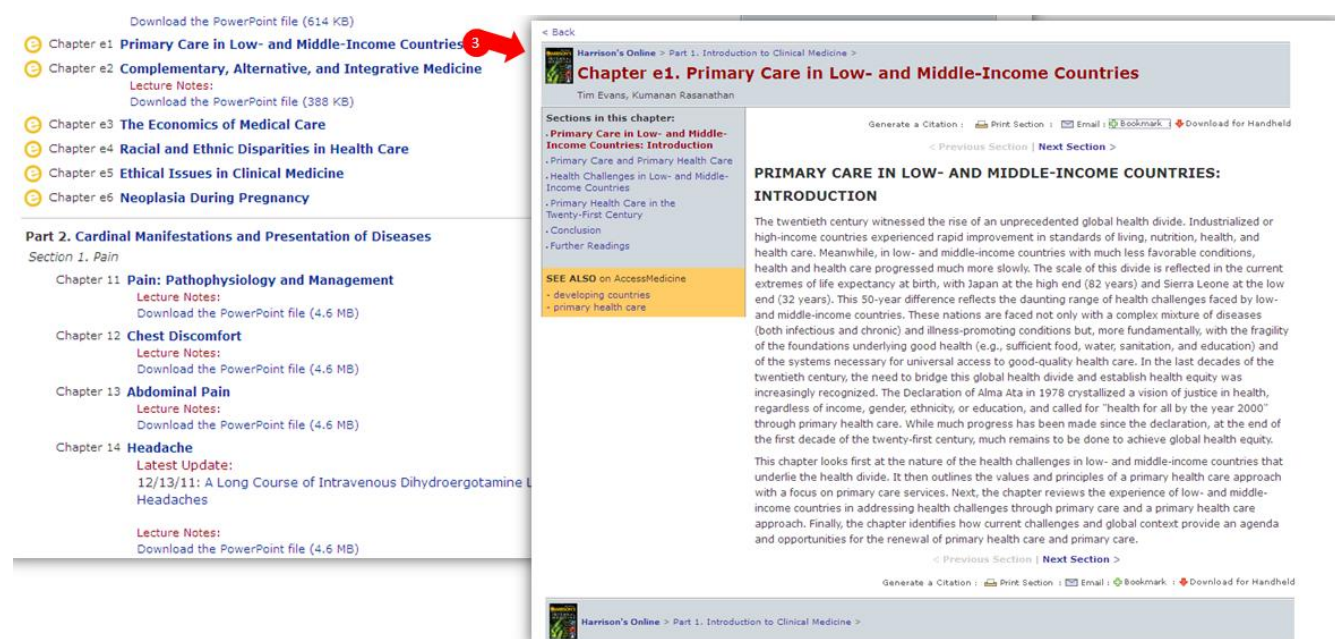 Download the PowerPoint file (614 KB)
Chapter e1 Primary Care in Low- and Middle-Income Countries
3
Chapter e2 Complementary, Alternative, and Integrative Medicine
Lecture Notes:
Download the PowerPoint file (388 KB)
Chapter e3 The Economics of Medical Care
Chapter e4 Racial and Ethnic Disparities in Health Care
Chapter e5 Ethical Issues in Clinical Medicine
Chapter e6 Neoplasia During Pregnancy
Part 2. Cardinal Manifestations and Presentation of Diseases
Section 1. Pain
Chapter 11 Pain: Pathophysiology and Management
Lecture Notes:
Download the PowerPoint file (4.6 MB)
Chapter 12 Chest Discomfort
Lecture Notes:
Download the PowerPoint file (4.6 MB)
Chapter 13 Abdominal Pain
Lecture Notes:
Download the PowerPoint file (4.6 MB)
Chapter 14 Headache
Latest Update:
12/13/11: A Long Course of Intravenous Dihydroergotamine L
Headaches
Lecture Notes:
Download the PowerPoint file (4.6 MB)
< Back
Harrison's Online > Part 1. Introduction to Clinical Medicine >
Chapter e1. Primary Care in Low- and Middle-Income Countries
Tim Evans, Kumanan Rasanathan
Sections in this chapter:
Primary Care in Low- and Middle-
Income Countries: Introduction
Primary Care and Primary Health Care
Health Challenges in Low- and Middle-
Income Countries
Primary Health Care in the
Twenty-First Century
Conclusion
Further Readings
SEE ALSO on AccessMedicine
- developing countries
- primary health care
Generate a Citation : Print Section : Email : Bookmark : Download for Handheld
< Previous Section | Next Section >
PRIMARY CARE IN LOW- AND MIDDLE-INCOME COUNTRIES:
INTRODUCTION
The twentieth century witnessed the rise of an unprecedented global health divide. Industrialized or
high-income countries experienced rapid improvement in standards of living, nutrition, health, and
health care. Meanwhile, in low- and middle-income countries with much less favorable conditions,
health and health care progressed much more slowly. The scale of this divide is reflected in the current
extremes of life expectancy at birth, with Japan at the high end (82 years) and Sierra Leone at the low
end (32 years). This 50-year difference reflects the daunting range of health challenges faced by low-
and middle-income countries. These nations are faced not only with a complex mixture of diseases
(both infectious and chronic) and illness-promoting conditions but, more fundamentally, with the fragility
of the foundations underlying good health (e.g., sufficient food, water, sanitation, and education) and
of the systems necessary for universal access to good-quality health care. In the last decades of the
twentieth century, the need to bridge this global health divide and establish health equity was
increasingly recognized. The Declaration of Alma Ata in 1978 crystallized a vision of justice in health,
regardless of income, gender, ethnicity, or education, and called for "health for all by the year 2000"
through primary health care. While much progress has been made since the declaration, at the end of
the first decade of the twenty-first century, much remains to be done to achieve global health equity.
This chapter looks first at the nature of the health challenges in low- and middle-income countries that
underlie the health divide. It then outlines the values and principles of a primary health care approach
with a focus on primary care services. Next, the chapter reviews the experience of low- and middle-
income countries in addressing health challenges through primary care and a primary health care
approach. Finally, the chapter identifies how current challenges and global context provide an agenda
and opportunities for the renewal of primary health care and primary care.
< Previous Section | Next Section >
Generate a Citation : Print Section : Email : Bookmark : Download for Handheld
Harrison's Online > Part 1. Introduction to Clinical Medicine >